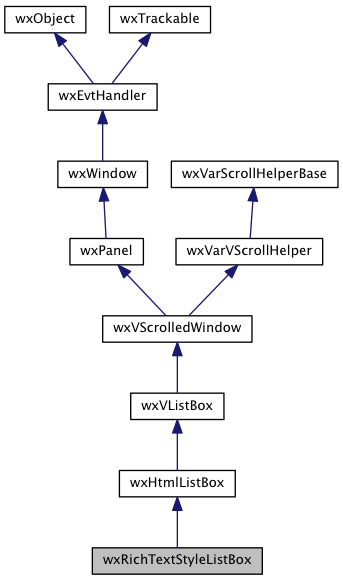 wxObject
wxTrackable
wxEvtHandler
wxWindow
wxVarScrollHelperBase
wxPanel
wxVarVScrollHelper
wxVScrolledWindow
wxVListBox
wxHtmlListBox
wxRichTextStyleListBox